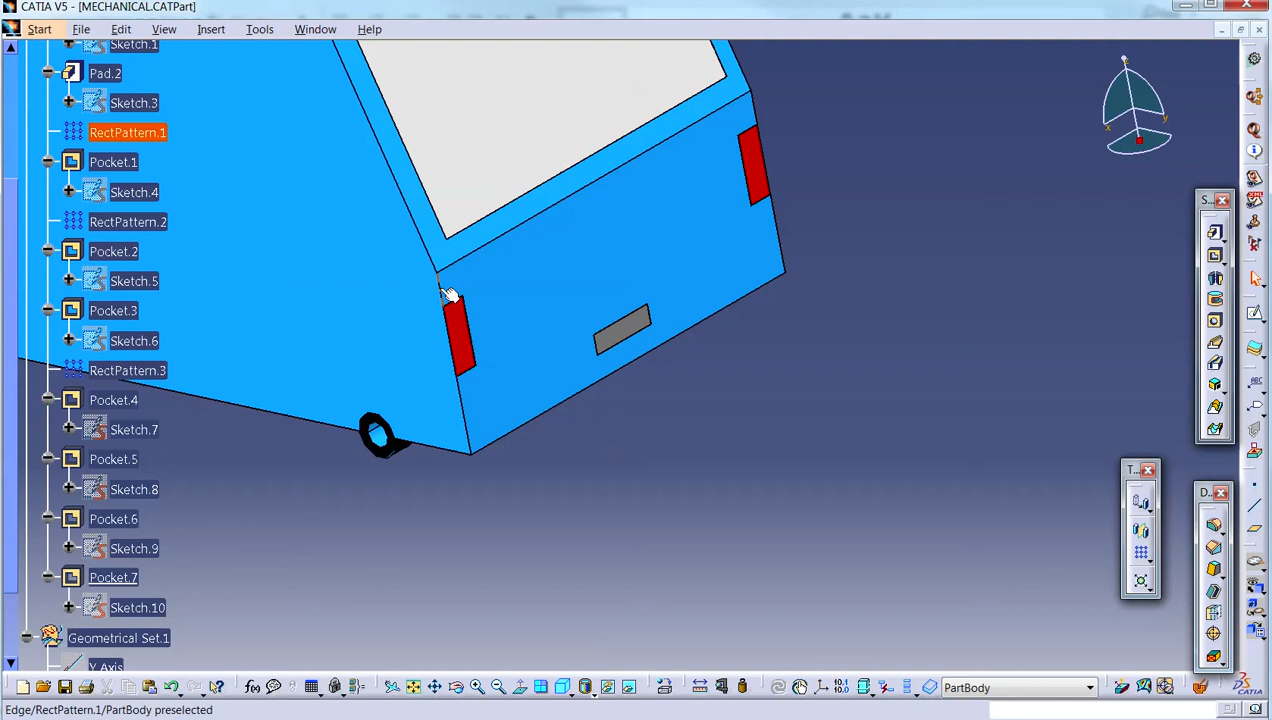 CATIA V5 - [MECHANICAL.CATPart]
Start File Edit View Insert Tools Window Help
Sketch.1
Pad.2
Sketch.3
RectPattern.1
Pocket.1
Sketch.4
RectPattern.2
Pocket.2
Sketch.5
Pocket.3
Sketch.6
RectPattern.3
Pocket.4
Sketch.7
Pocket.5
Sketch.8
Pocket.6
Sketch.9
Pocket.7
Sketch.10
Geometrical Set.1
Y Axis
z
x
y
S...
T...
D...
PartBody
Edge/RectPattern.1/PartBody preselected
CATIA